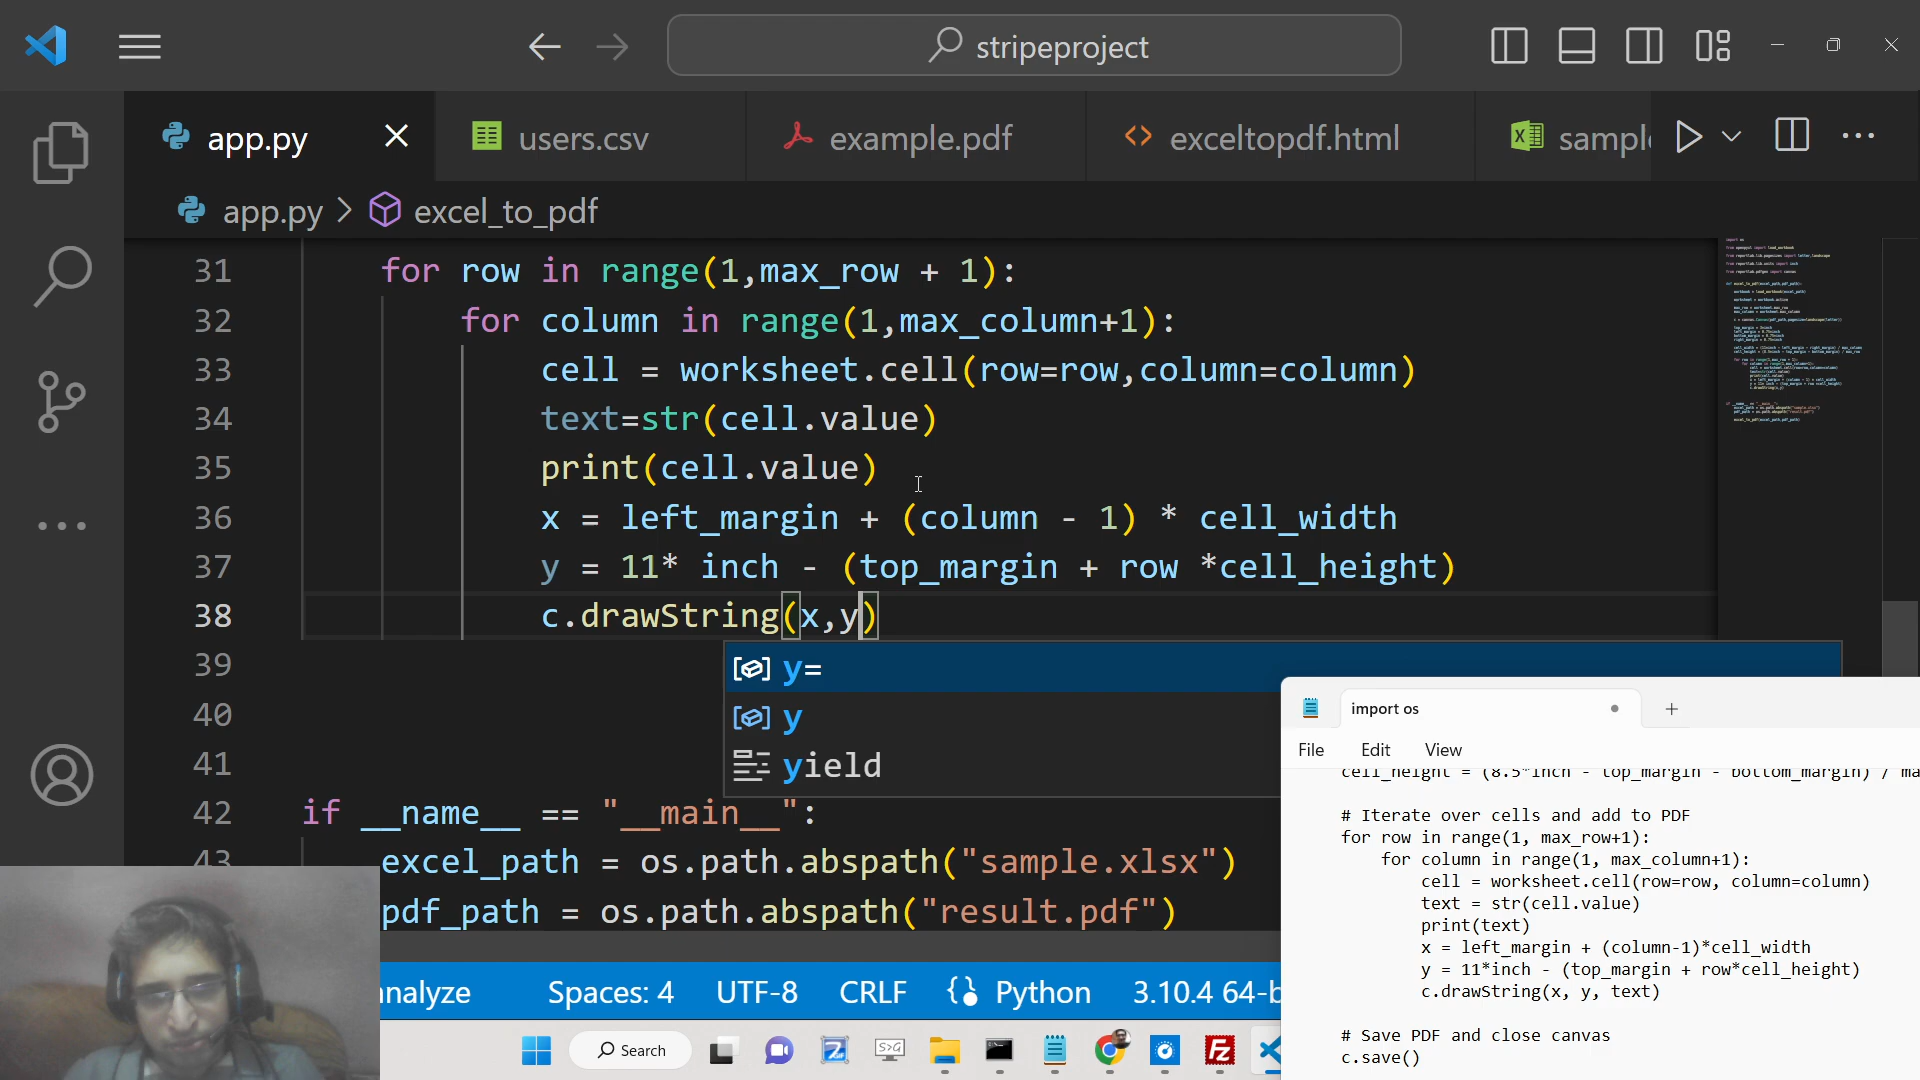 stripeproject
app.py
users.csv
example.pdf
exceltopdf.html
app.py > excel_to_pdf
31 for row in range(1,max_row + 1):
32 for column in range(1,max_column+1):
33 cell = worksheet.cell(row=row,column=column)
34 text=str(cell.value)
35 print(cell.value)
36 x = left_margin + (column - 1) * cell_width
37 y = 11* inch - (top_margin + row *cell_height)
38 c.drawString(x,y)
39
y=
40
y
41
yield
42 if __name__ == "__main__":
43 excel_path = os.path.abspath("sample.xlsx")
pdf_path = os.path.abspath("result.pdf")
Spaces: 4 UTF-8 CRLF Python 3.10.4 64-b
Search
import os
File Edit View
cell_height = (8.5*inch - top_margin - bottom_margin) / ma
# Iterate over cells and add to PDF
for row in range(1, max_row+1):
for column in range(1, max_column+1):
cell = worksheet.cell(row=row, column=column)
text = str(cell.value)
print(text)
x = left_margin + (column-1)*cell_width
y = 11*inch - (top_margin + row*cell_height)
c.drawString(x, y, text)
# Save PDF and close canvas
c.save()